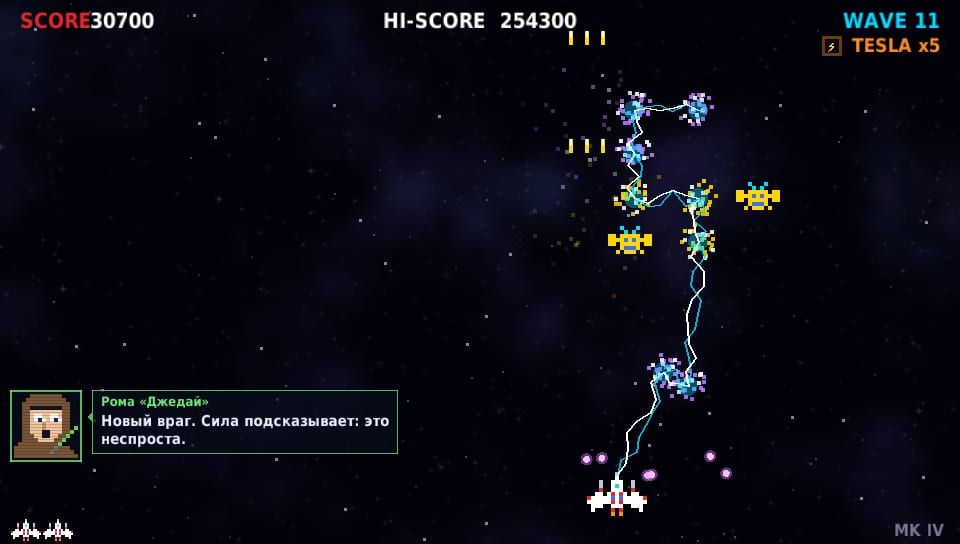 SCORE30700
HI-SCORE 254300
WAVE 11
TESLA x5
Рома «Джедай»
Новый враг. Сила подсказывает: это
неспроста.
MK IV